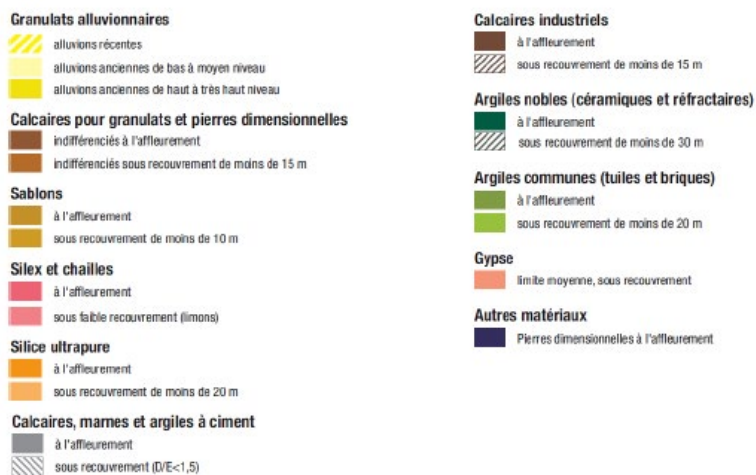 Granulats alluvionnaires
alluvions récentes
alluvions anciennes de bas à moyen niveau
alluvions anciennes de haut à très haut niveau
Calcaires pour granulats et pierres dimensionnelles
indifférenciés à l'affleurement
indifférenciés sous recouvrement de moins de 15 m
Sablons
à l'affleurement
sous recouvrement de moins de 10 m
Silex et chailles
à l'affleurement
sous faible recouvrement (limons)
Silice ultrapure
à l'affleurement
sous recouvrement de moins de 20 m
Calcaires, marnes et argiles à ciment
à l'affleurement
sous recouvrement (D/E<1,5)
Calcaires industriels
à l'affleurement
sous recouvrement de moins de 15 m
Argiles nobles (céramiques et réfractaires)
à l'affleurement
sous recouvrement de moins de 30 m
Argiles communes (tuiles et briques)
à l'affleurement
sous recouvrement de moins de 20 m
Gypse
limite moyenne, sous recouvrement
Autres matériaux
Pierres dimensionnelles à l'affleurement